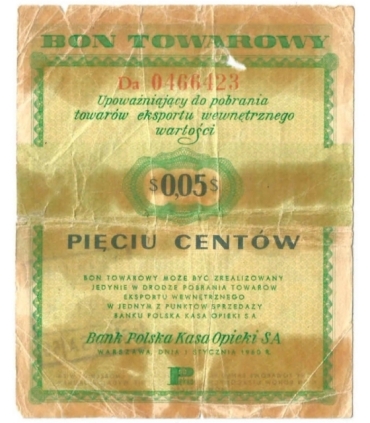 BON TOWAROWY
Da 0466423
Upoważniający do pobrania
towarów eksportu wewnętrznego
wartości
$0,05$
PIĘCIU CENTÓW
BON TOWAROWY MOŻE BYĆ ZREALIZOWANY
JEDYNIE W DRODZE POBRANIA TOWARÓW
EKSPORTU WEWNĘTRZNEGO
W JEDNYM Z PUNKTÓW SPRZEDAŻY
BANKU POLSKA KASA OPIEKI SA
Bank Polska Kasa Opieki SA
WARSZAWA, DNIA 1 STYCZNIA 1960 R.
P